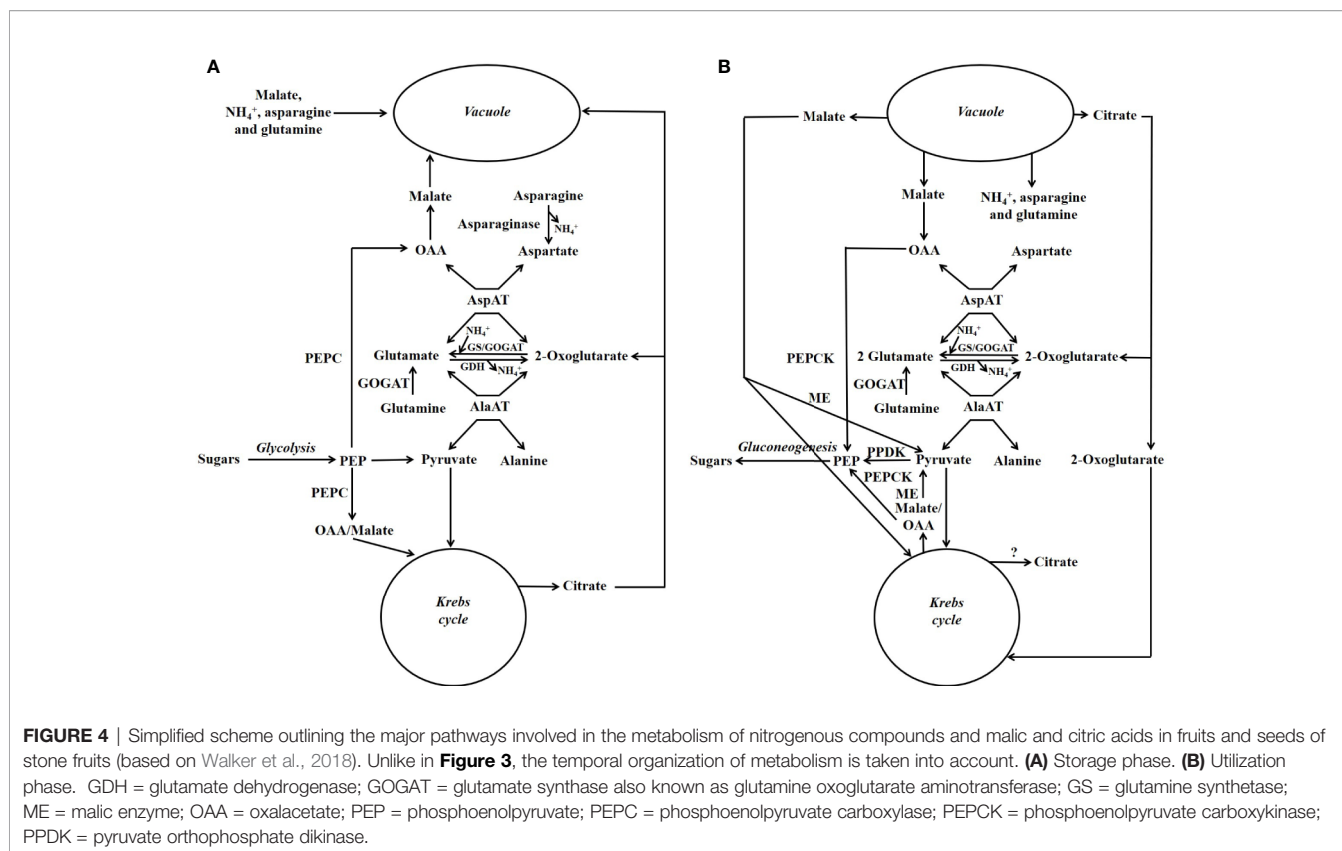 A
Malate,
NH₄⁺, asparagine
and glutamine
Vacuole
Malate
Asparagine
Asparaginase
NH₄⁺
OAA
Aspartate
AspAT
NH₄⁺
PEPC
Glutamate
GS/GOGAT
2-Oxoglutarate
GDH
NH₄⁺
GOGAT
Glutamine
AlaAT
Glycolysis
Sugars
PEP
Pyruvate
Alanine
PEPC
OAA/Malate
Citrate
Krebs
cycle
B
Malate
Vacuole
Citrate
Malate
NH₄⁺, asparagine
and glutamine
OAA
Aspartate
AspAT
NH₄⁺
PEPCK
2 Glutamate
GS/GOGAT
2-Oxoglutarate
GDH
NH₄⁺
GOGAT
ME
Glutamine
AlaAT
Gluconeogenesis
PPDK
Sugars
PEP
Pyruvate
Alanine
2-Oxoglutarate
PEPCK
ME
Malate/
OAA
?
Citrate
Krebs
cycle
FIGURE 4 | Simplified scheme outlining the major pathways involved in the metabolism of nitrogenous compounds and malic and citric acids in fruits and seeds of
stone fruits (based on Walker et al., 2018). Unlike in Figure 3, the temporal organization of metabolism is taken into account. (A) Storage phase. (B) Utilization
phase. GDH = glutamate dehydrogenase; GOGAT = glutamate synthase also known as glutamine oxoglutarate aminotransferase; GS = glutamine synthetase;
ME = malic enzyme; OAA = oxalacetate; PEP = phosphoenolpyruvate; PEPC = phosphoenolpyruvate carboxylase; PEPCK = phosphoenolpyruvate carboxykinase;
PPDK = pyruvate orthophosphate dikinase.